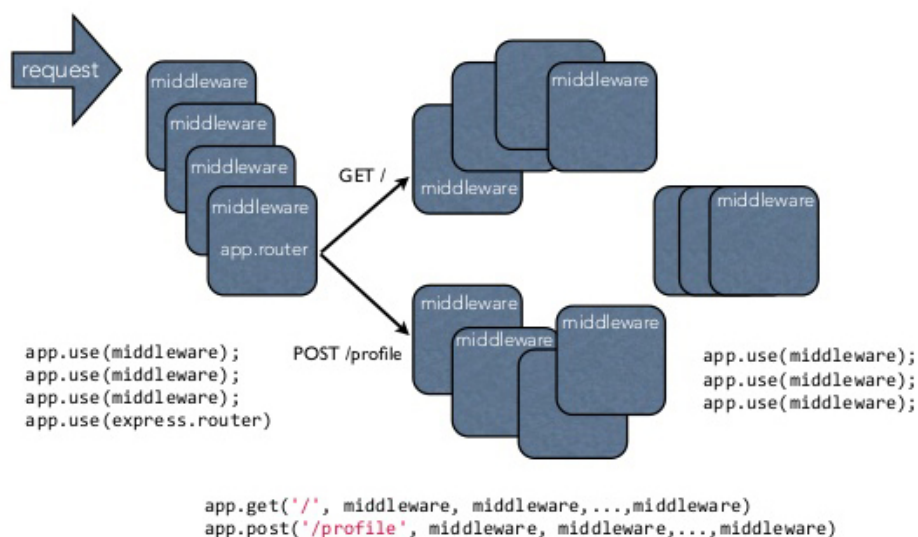 request
middleware
middleware
middleware
middleware
app.router
GET /
middleware
middleware
middleware
POST /profile
middleware
middleware
middleware
app.use(middleware);
app.use(middleware);
app.use(middleware);
app.use(express.router)
app.use(middleware);
app.use(middleware);
app.use(middleware);
app.get('/', middleware, middleware,...,middleware)
app.post('/profile', middleware, middleware,...,middleware)